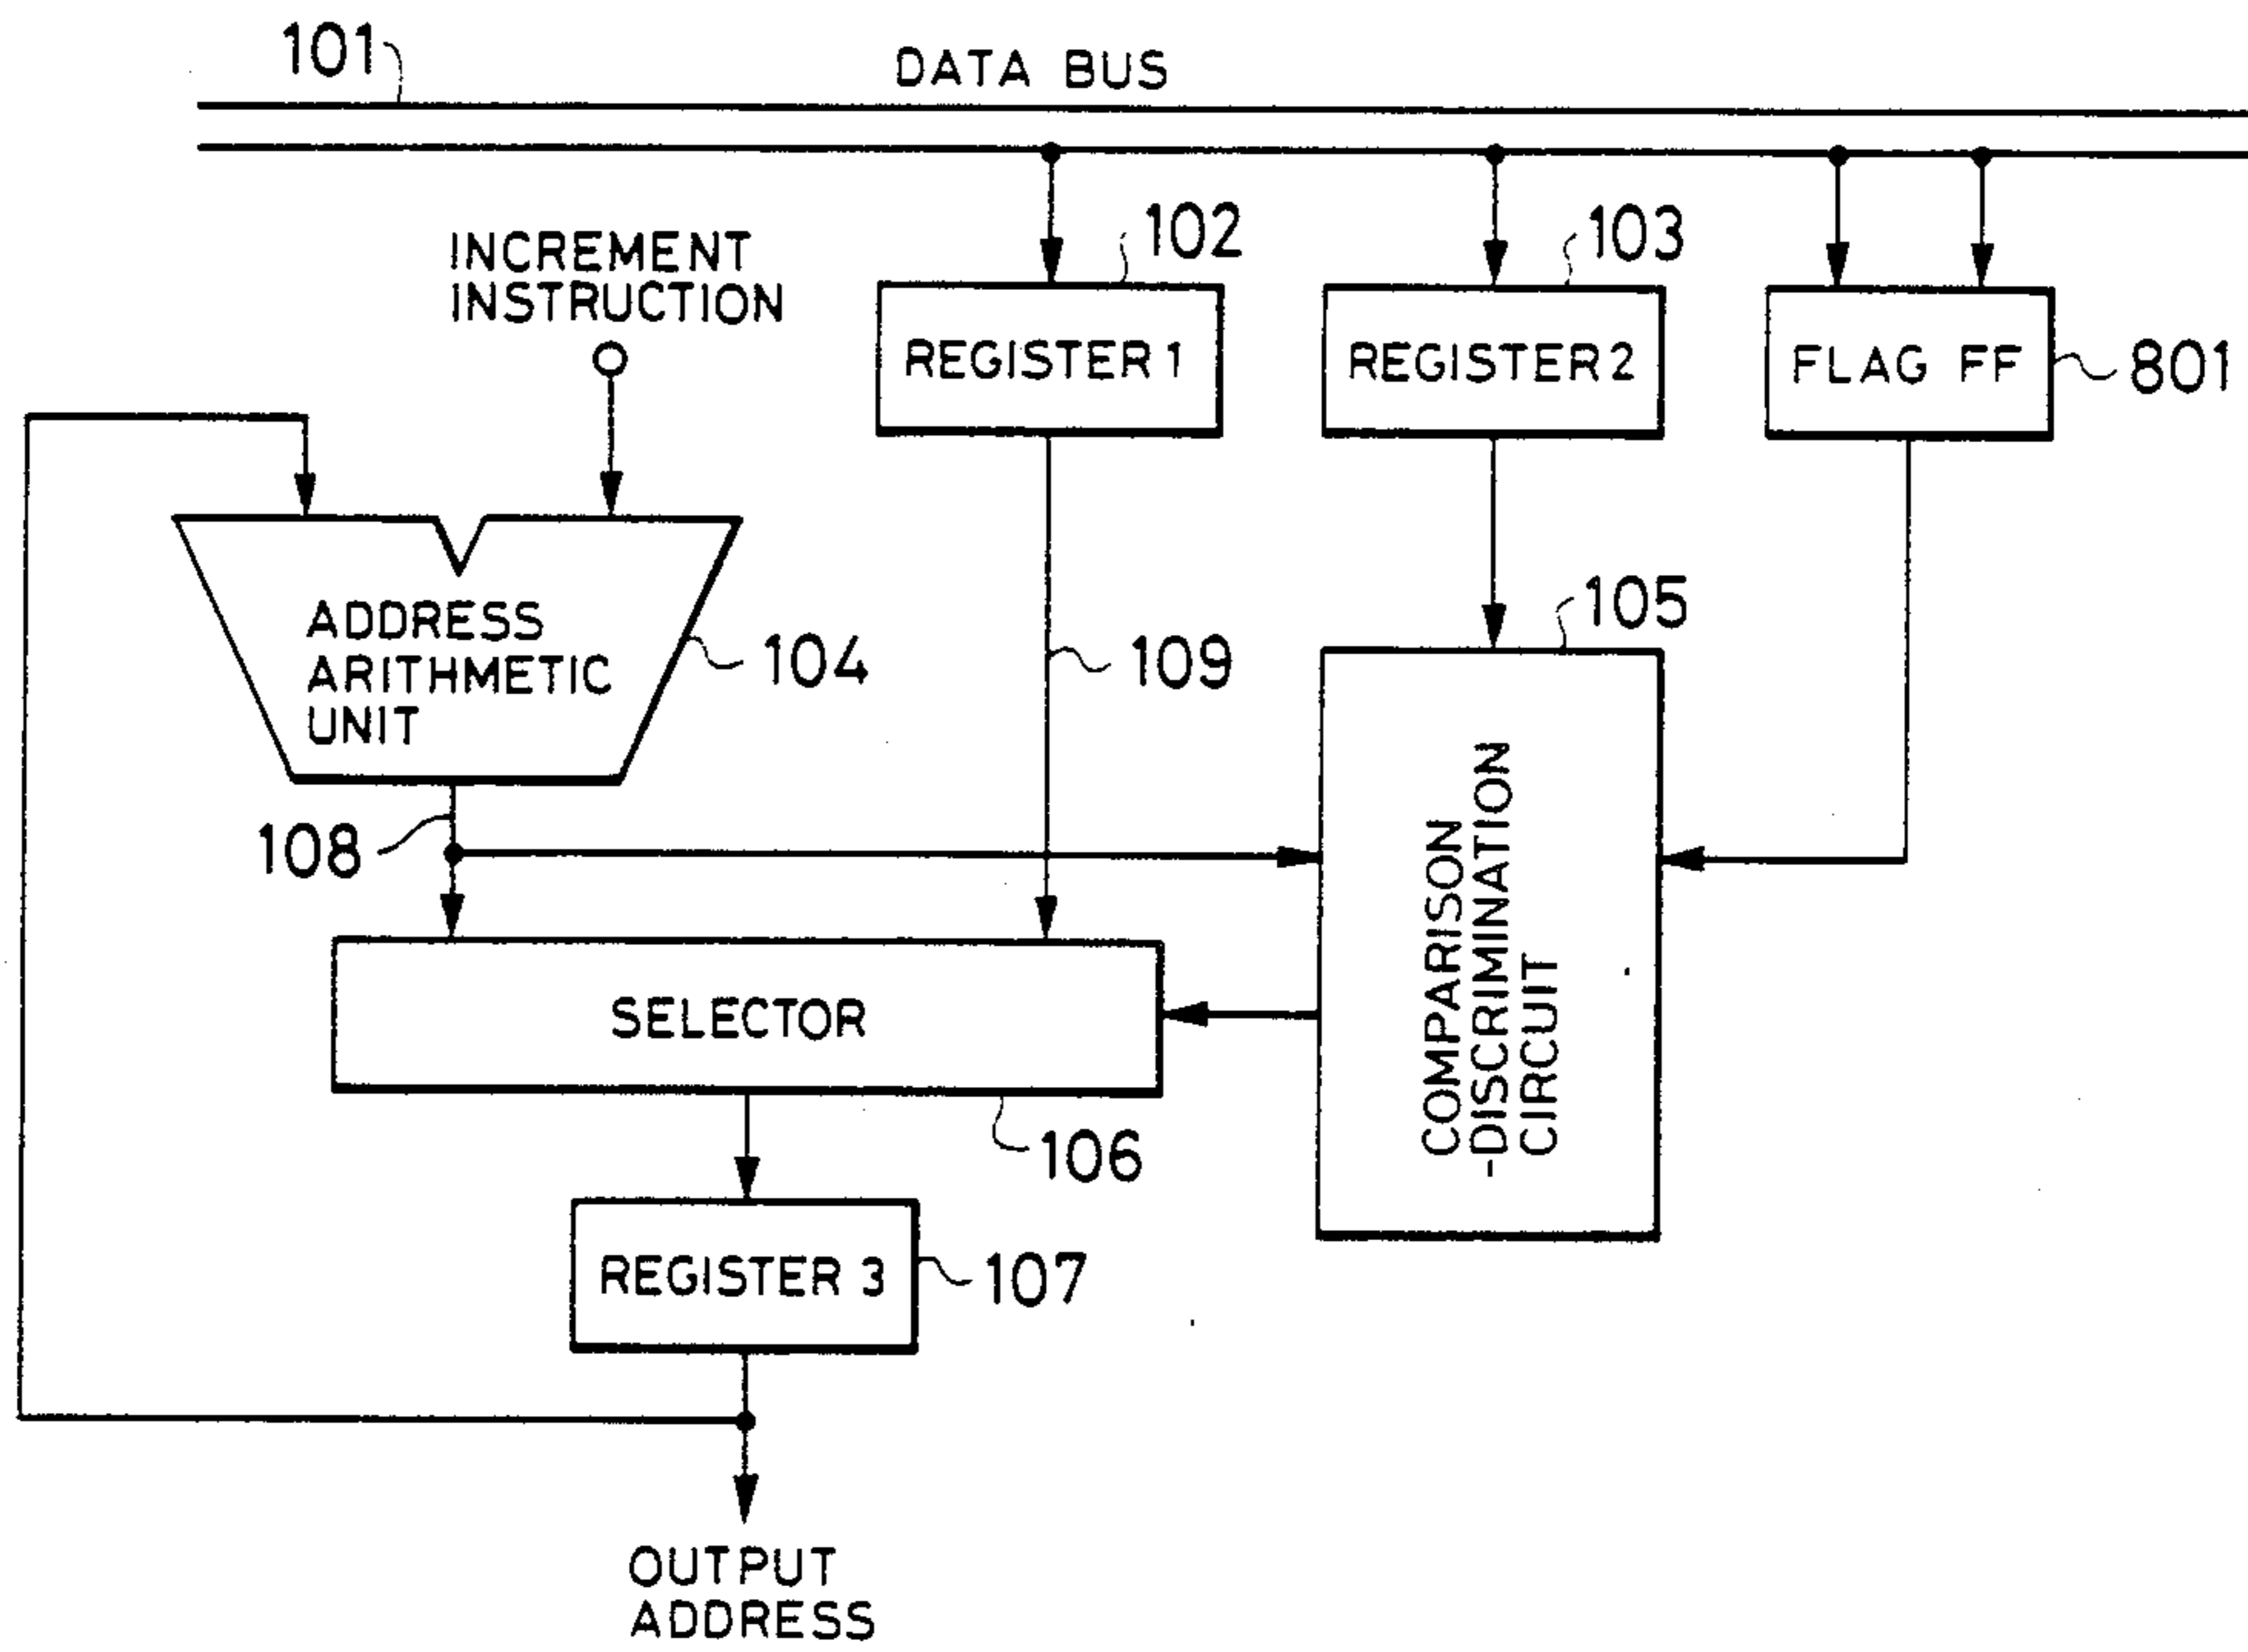 101
DATA BUS
INCREMENT
INSTRUCTION
102
103
REGISTER 1
REGISTER 2
FLAG FF
801
ADDRESS
ARITHMETIC
UNIT
104
109
105
108
COMPARISON
-DISCRIMINATION
CIRCUIT
SELECTOR
106
REGISTER 3
107
OUTPUT
ADDRESS